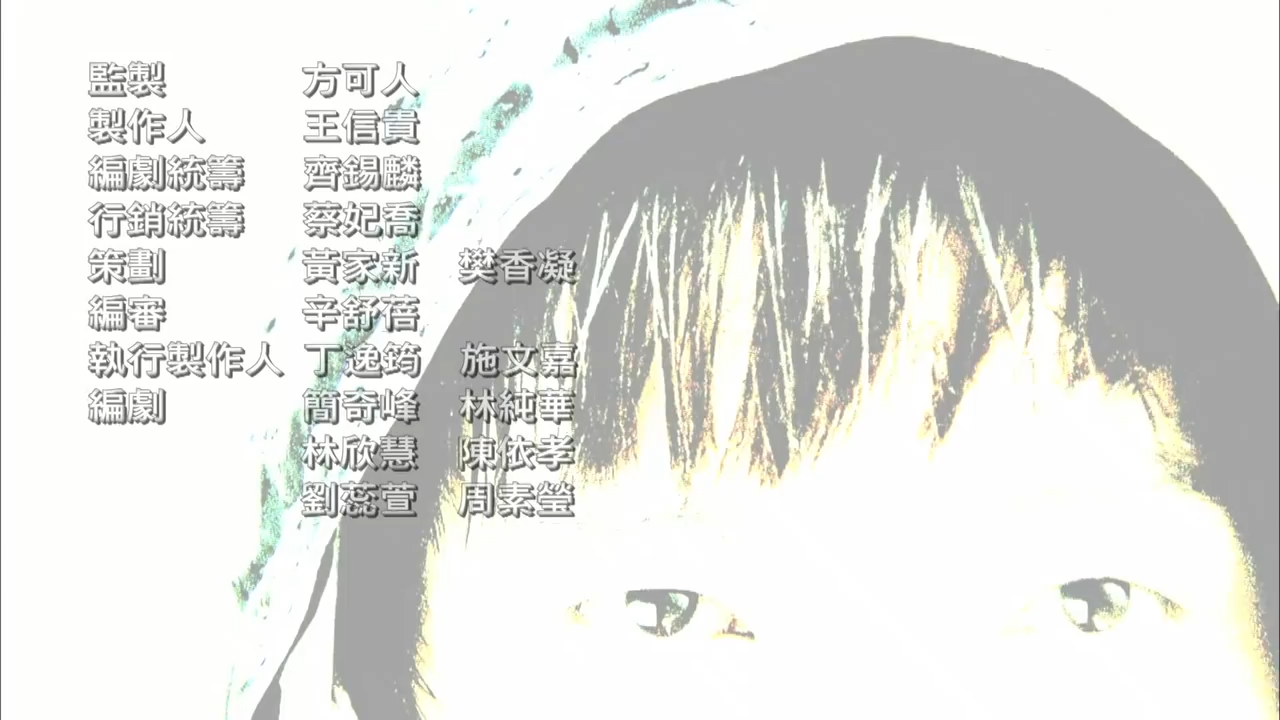 監製 方可人
製作人 王信貴
編劇統籌 齊錫麟
行銷統籌 蔡妃喬
策劃 黃家新 樊香凝
編審 辛舒蓓
執行製作人 丁逸筠 施文嘉
編劇 簡奇峰 林純華
林欣慧 陳依孝
劉蕊萱 周素瑩